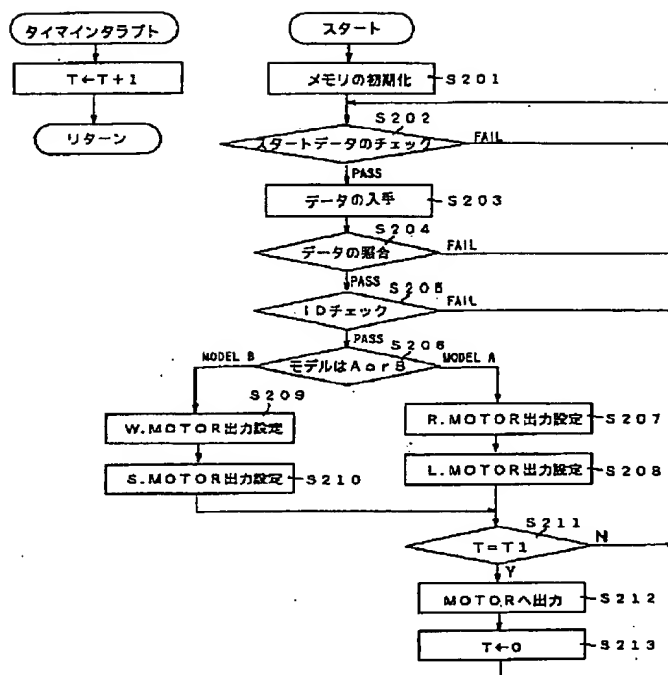 タイマインタラプト
T←T+1
リターン
スタート
メモリの初期化
S201
S202
スタートデータのチェック
FAIL
PASS
データの入手
S203
S204
データの照合
FAIL
PASS
S205
IDチェック
FAIL
PASS
S206
MODEL B
モデルはAorB
MODEL A
S209
W.MOTOR出力設定
R.MOTOR出力設定
S207
S.MOTOR出力設定
S210
L.MOTOR出力設定
S208
S211
T=T1
N
Y
MOTORへ出力
S212
T←0
S213